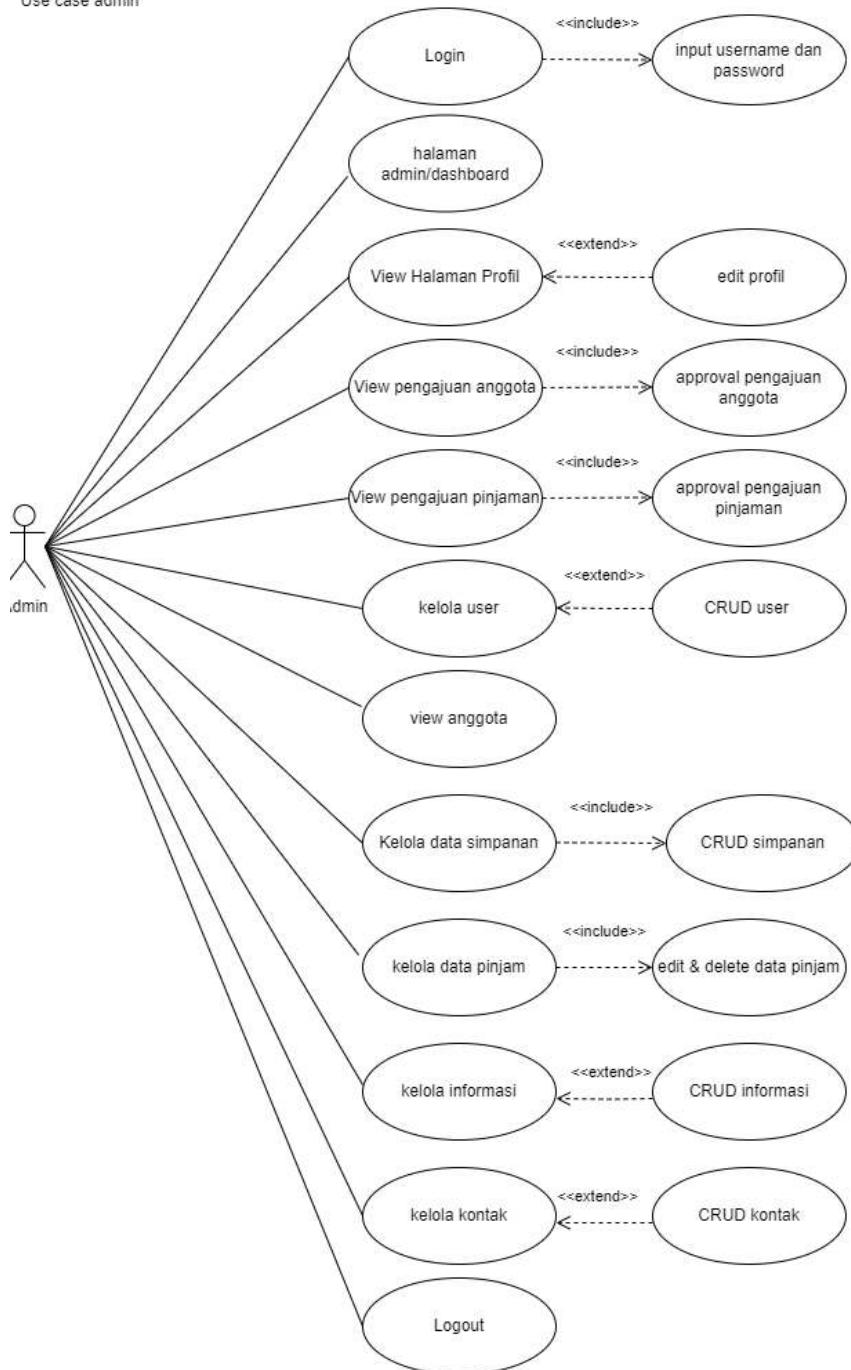 Use case admin
<<include>>
Login
input username dan
password
halaman
admin/dashboard
<<extend>>
View Halaman Profil
edit profil
<<include>>
View pengajuan anggota
approval pengajuan
anggota
<<include>>
View pengajuan pinjaman
approval pengajuan
pinjaman
<<extend>>
kelola user
CRUD user
dmin
view anggota
<<include>>
Kelola data simpanan
CRUD simpanan
<<include>>
kelola data pinjam
edit & delete data pinjam
<<extend>>
kelola informasi
CRUD informasi
<<extend>>
kelola kontak
CRUD kontak
Logout